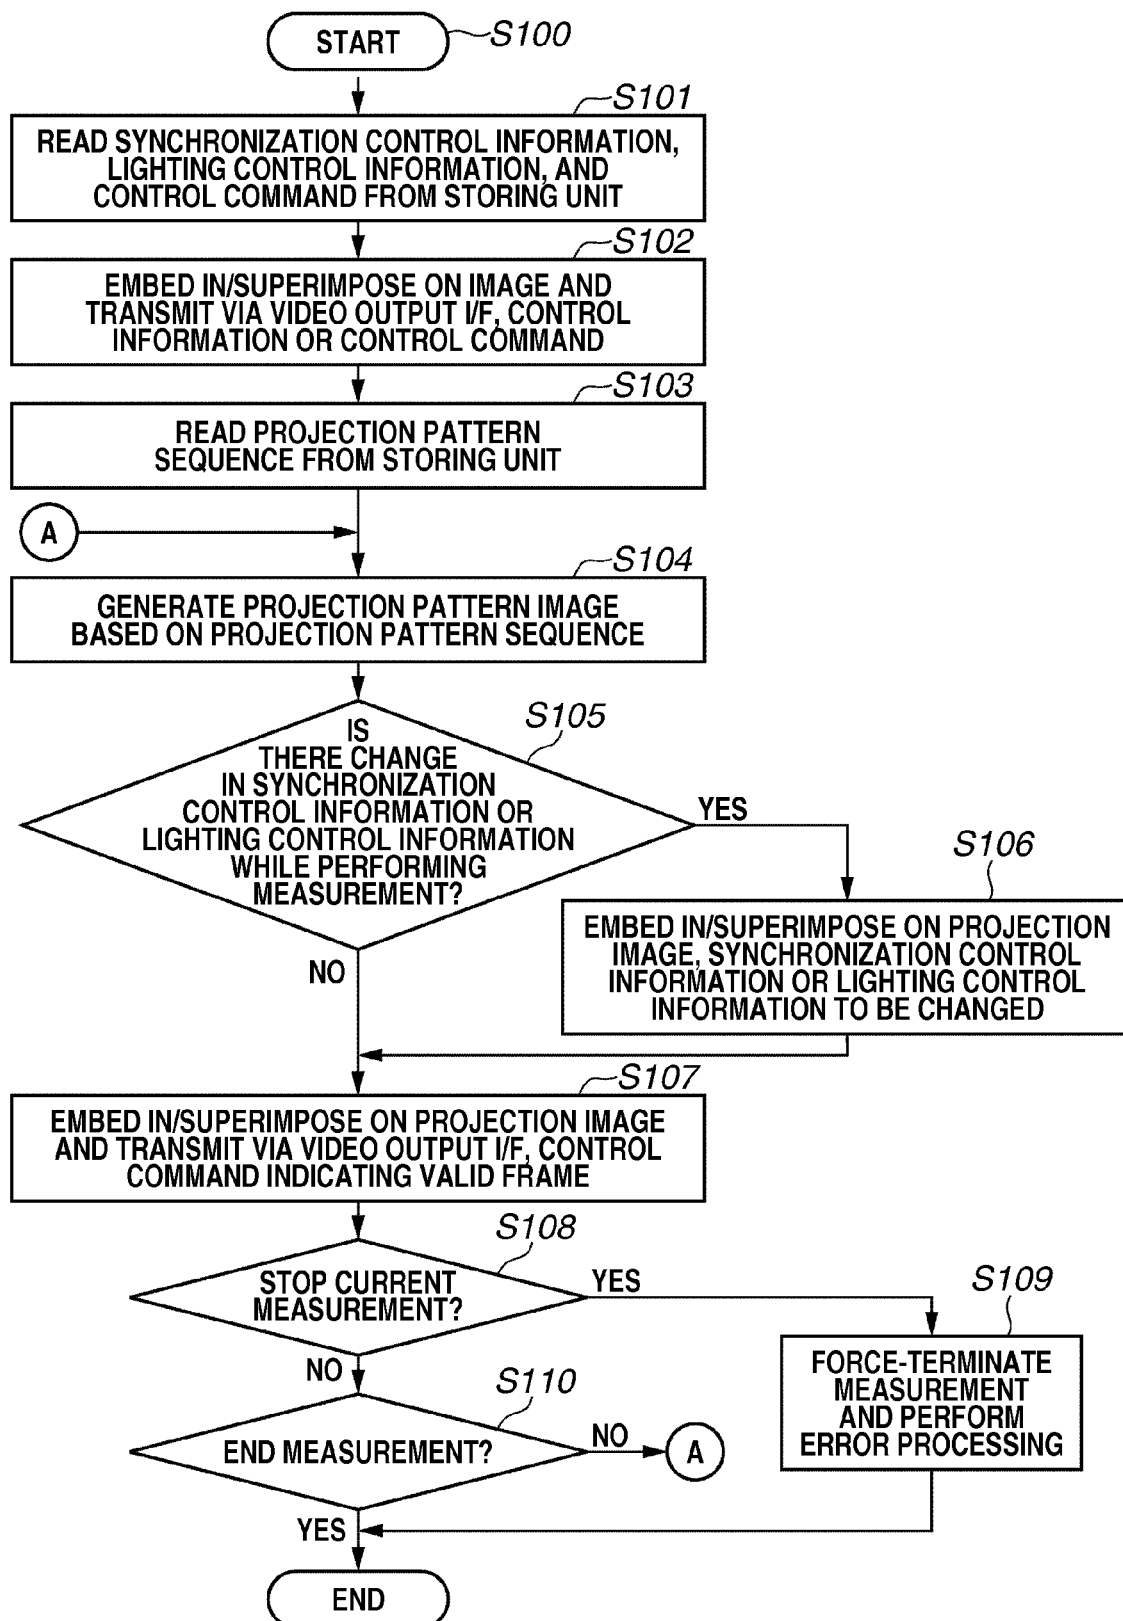 START
S100
S101
READ SYNCHRONIZATION CONTROL INFORMATION,
LIGHTING CONTROL INFORMATION, AND
CONTROL COMMAND FROM STORING UNIT
S102
EMBED IN/SUPERIMPOSE ON IMAGE AND
TRANSMIT VIA VIDEO OUTPUT I/F, CONTROL
INFORMATION OR CONTROL COMMAND
S103
READ PROJECTION PATTERN
SEQUENCE FROM STORING UNIT
A
S104
GENERATE PROJECTION PATTERN IMAGE
BASED ON PROJECTION PATTERN SEQUENCE
S105
IS
THERE CHANGE
IN SYNCHRONIZATION
CONTROL INFORMATION OR
LIGHTING CONTROL INFORMATION
WHILE PERFORMING
MEASUREMENT?
YES
NO
S106
EMBED IN/SUPERIMPOSE ON PROJECTION
IMAGE, SYNCHRONIZATION CONTROL
INFORMATION OR LIGHTING CONTROL
INFORMATION TO BE CHANGED
S107
EMBED IN/SUPERIMPOSE ON PROJECTION IMAGE
AND TRANSMIT VIA VIDEO OUTPUT I/F, CONTROL
COMMAND INDICATING VALID FRAME
S108
STOP CURRENT
MEASUREMENT?
YES
NO
S109
FORCE-TERMINATE
MEASUREMENT
AND PERFORM
ERROR PROCESSING
S110
END MEASUREMENT?
NO
A
YES
END